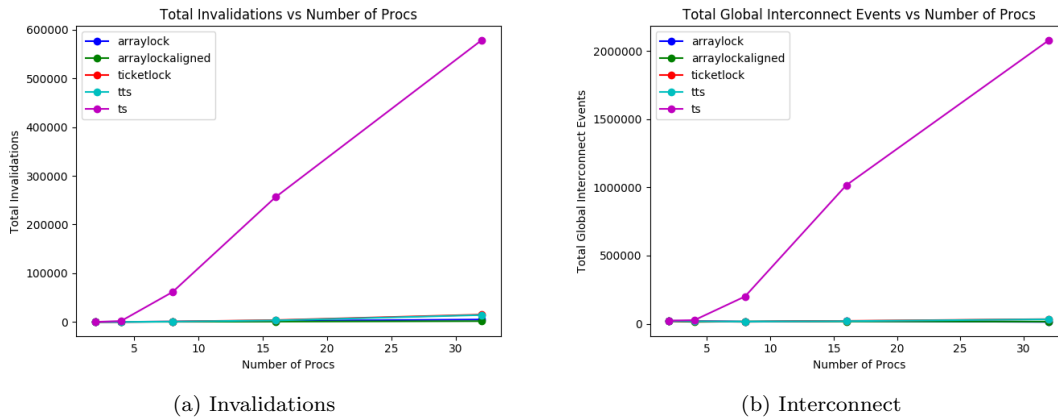 Total Invalidations vs Number of Procs
600000
500000
400000
300000
200000
100000
0
Total Invalidations
arraylock
arraylockaligned
ticketlock
tts
ts
5
10
15
20
25
30
Number of Procs
(a) Invalidations
Total Global Interconnect Events vs Number of Procs
2000000
1500000
1000000
500000
0
Total Global Interconnect Events
arraylock
arraylockaligned
ticketlock
tts
ts
5
10
15
20
25
30
Number of Procs
(b) Interconnect